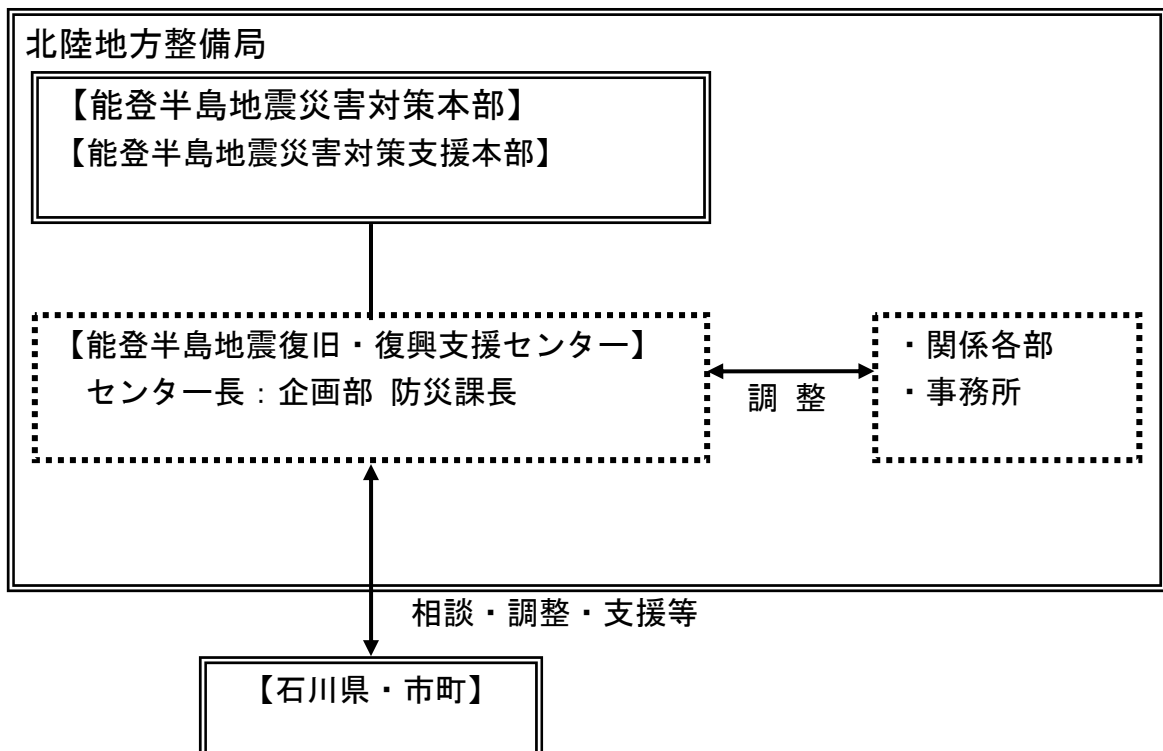 北陸地方整備局
【能登半島地震災害対策本部】
【能登半島地震災害対策支援本部】
【能登半島地震復旧・復興支援センター】
センター長：企画部 防災課長
調 整
・関係各部
・事務所
相談・調整・支援等
【石川県・市町】